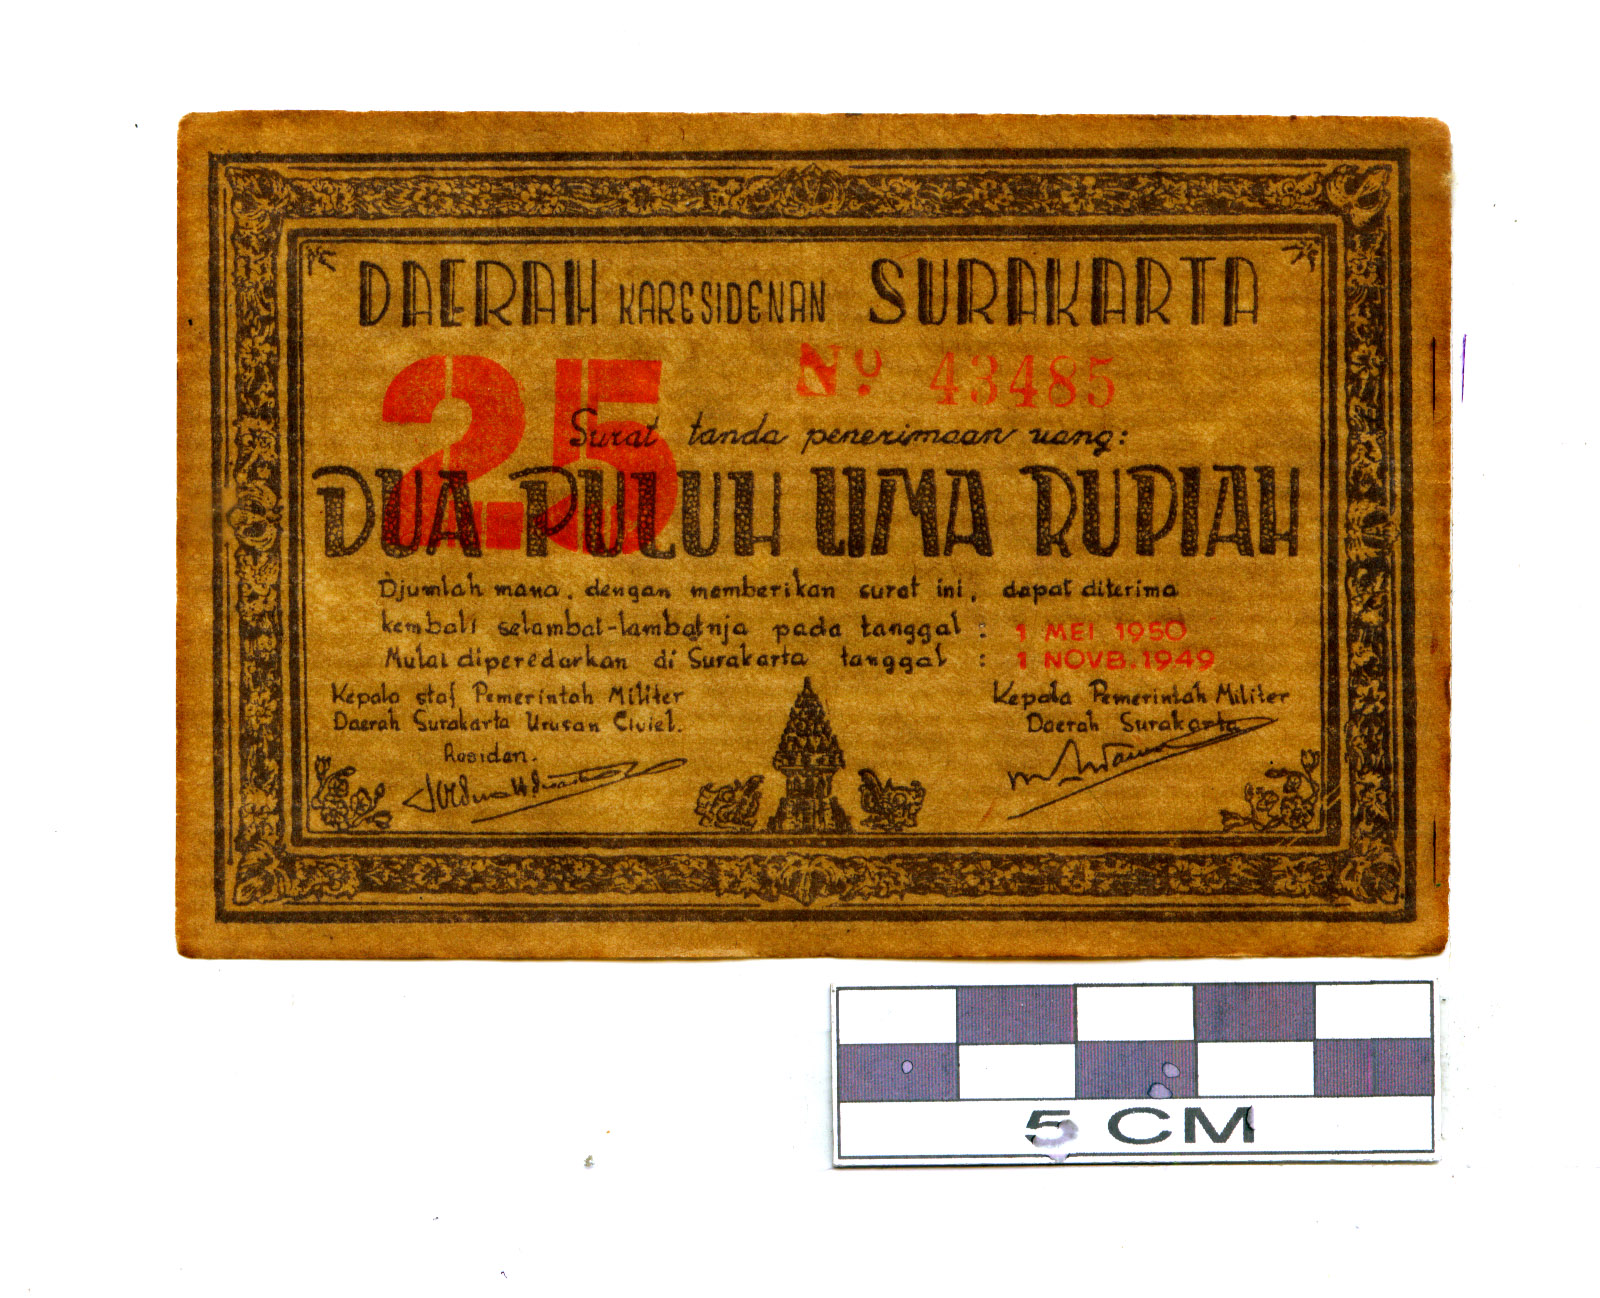 DAERAH KARESIDENAN SURAKARTA
25
No 43485
Surat tanda penerimaan uang:
DUA PULUH LIMA RUPIAH
Djumlah mana, dengan memberikan surat ini, dapat diterima
kembali selambat-lambatnja pada tanggal : 1 MEI 1950
Mulai diperedarkan di Surakarta tanggal : 1 NOVB. 1949
Kepala staf Pemerintah Militer
Daerah Surakarta Urusan Civiel.
Residen.
Kepala Pemerintah Militer
Daerah Surakarta
5 CM